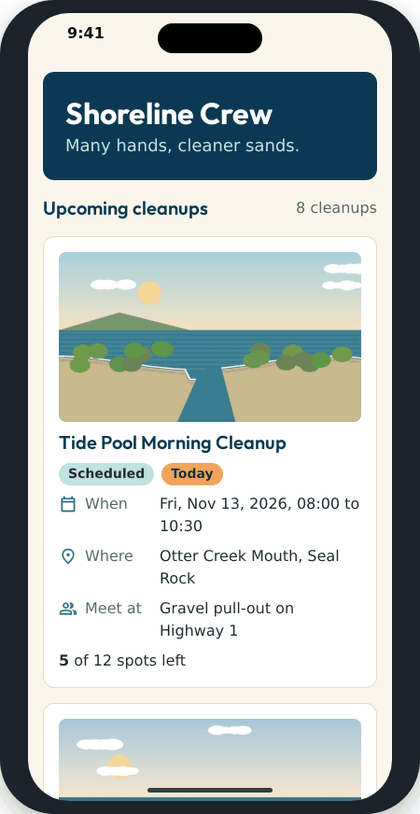 9:41
Shoreline Crew
Many hands, cleaner sands.
Upcoming cleanups
8 cleanups
Tide Pool Morning Cleanup
Scheduled
Today
When
Fri, Nov 13, 2026, 08:00 to
10:30
Where
Otter Creek Mouth, Seal
Rock
Meet at
Gravel pull-out on
Highway 1
5 of 12 spots left